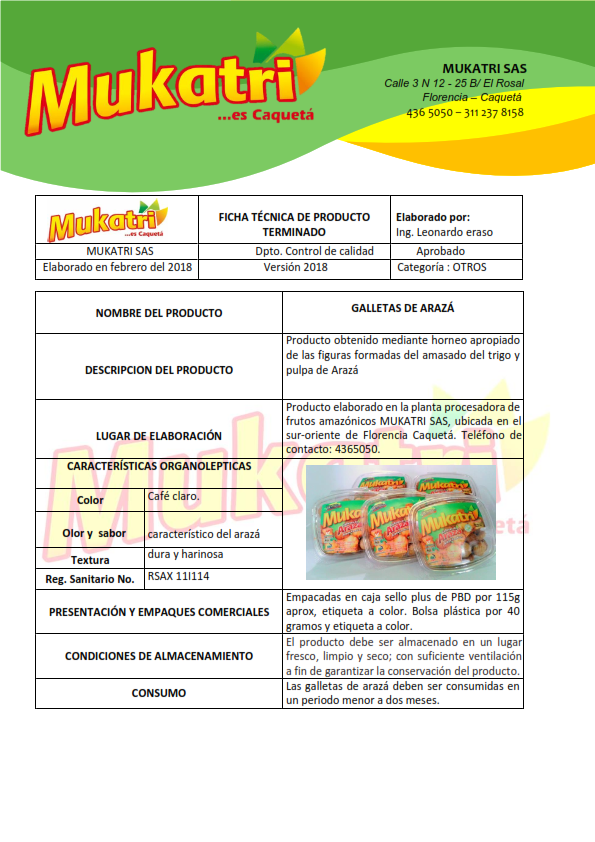 Mukatri
...es Caquetá
MUKATRI SAS
Calle 3 N 12 - 25 B/ El Rosal
Florencia – Caquetá
436 5050 – 311 237 8158
Mukatri
...es Caquetá
FICHA TÉCNICA DE PRODUCTO
TERMINADO
Elaborado por:
Ing. Leonardo eraso
MUKATRI SAS
Dpto. Control de calidad
Aprobado
Elaborado en febrero del 2018
Versión 2018
Categoría : OTROS
NOMBRE DEL PRODUCTO
GALLETAS DE ARAZÁ
DESCRIPCION DEL PRODUCTO
Producto obtenido mediante horneo apropiado
de las figuras formadas del amasado del trigo y
pulpa de Arazá
LUGAR DE ELABORACIÓN
Producto elaborado en la planta procesadora de
frutos amazónicos MUKATRI SAS, ubicada en el
sur-oriente de Florencia Caquetá. Teléfono de
contacto: 4365050.
CARACTERÍSTICAS ORGANOLEPTICAS
Color
Café claro.
Olor y sabor
característico del arazá
Textura
dura y harinosa
Reg. Sanitario No.
RSAX 11I114
Mukatri
Arazá
Mukatri
Arazá
Mukatri
Arazá
PRESENTACIÓN Y EMPAQUES COMERCIALES
Empacadas en caja sello plus de PBD por 115g
aprox, etiqueta a color. Bolsa plástica por 40
gramos y etiqueta a color.
CONDICIONES DE ALMACENAMIENTO
El producto debe ser almacenado en un lugar
fresco, limpio y seco; con suficiente ventilación
a fin de garantizar la conservación del producto.
CONSUMO
Las galletas de arazá deben ser consumidas en
un periodo menor a dos meses.